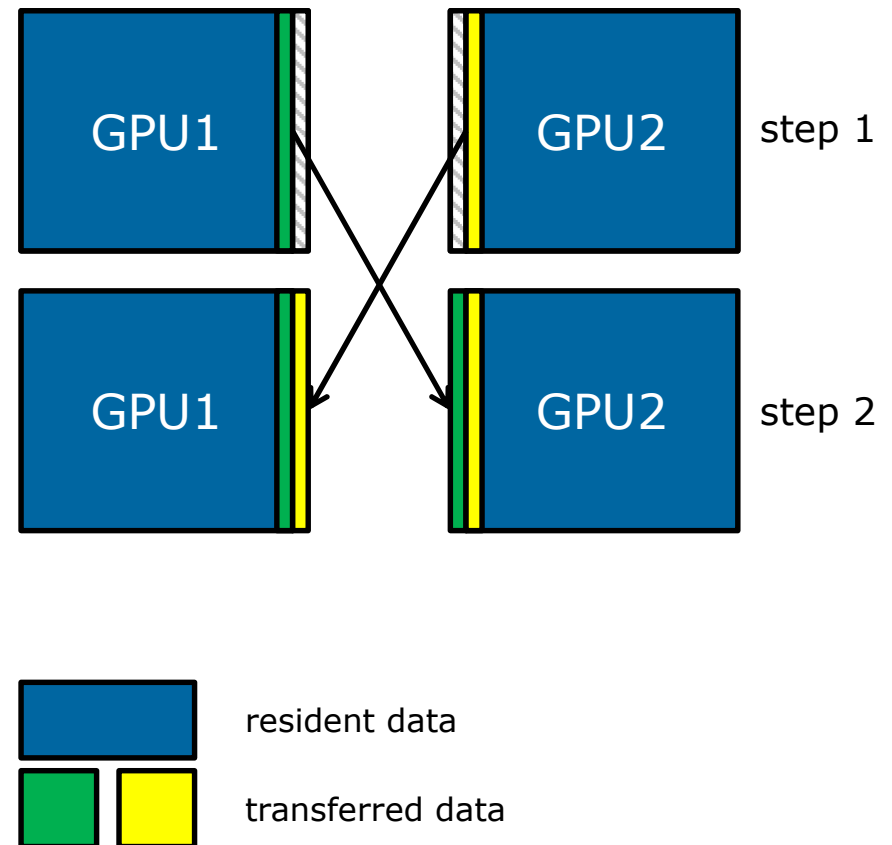 GPU1 GPU2 step 1
GPU1 GPU2 step 2
resident data
transferred data